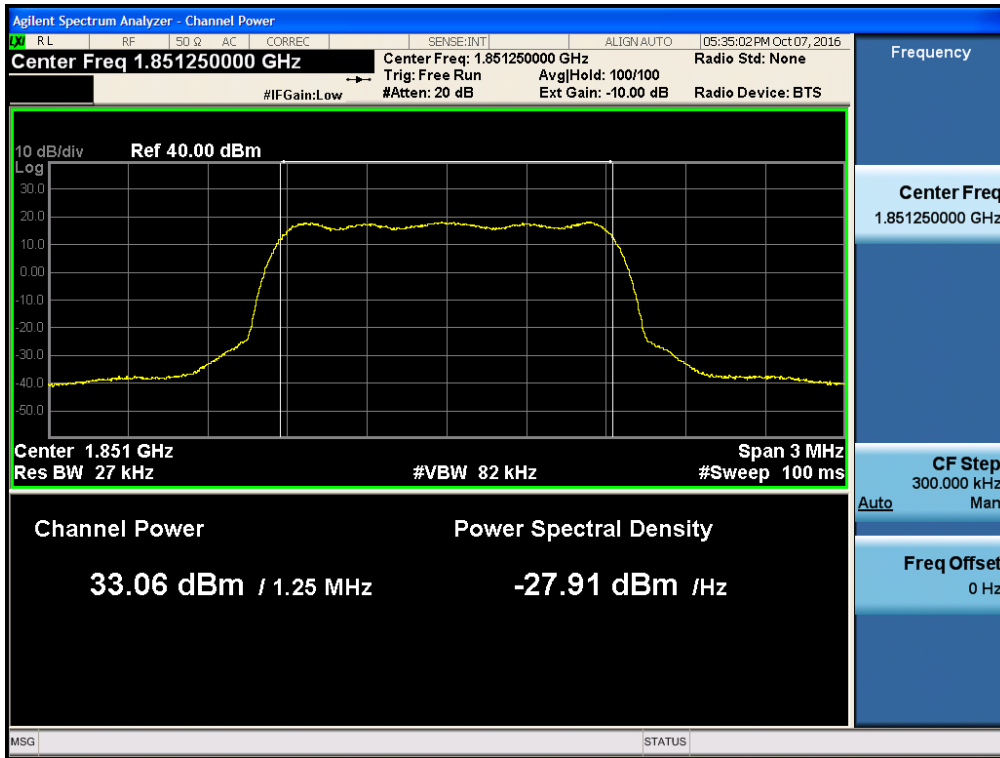 Agilent Spectrum Analyzer - Channel Power
LXI RL RF 50 Ω AC CORREC SENSE:INT ALIGN AUTO 05:35:02 PM Oct 07, 2016
Center Freq 1.851250000 GHz
Center Freq: 1.851250000 GHz
Radio Std: None
Trig: Free Run Avg|Hold: 100/100
#IFGain:Low
#Atten: 20 dB Ext Gain: -10.00 dB
Radio Device: BTS
10 dB/div Ref 40.00 dBm
Log
30.0
20.0
10.0
0.00
-10.0
-20.0
-30.0
-40.0
-50.0
Center 1.851 GHz Span 3 MHz
Res BW 27 kHz #VBW 82 kHz #Sweep 100 ms
Channel Power Power Spectral Density
33.06 dBm / 1.25 MHz -27.91 dBm /Hz
Frequency
Center Freq
1.851250000 GHz
CF Step
300.000 kHz
Auto Man
Freq Offset
0 Hz
MSG STATUS